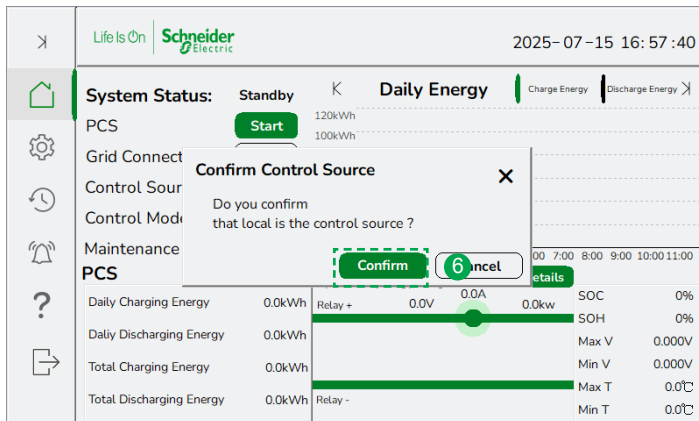 Life Is On Schneider Electric
2025-07-15 16:57:40
System Status: Standby
Daily Energy Charge Energy Discharge Energy
PCS Start
120kWh
100kWh
Grid Connect
Control Sour
Control Mode
Maintenance
Confirm Control Source
Do you confirm
that local is the control source ?
Confirm 6 ncel
00 7:00 8:00 9:00 10:00 11:00
PCS
etails
Daily Charging Energy 0.0kWh
Daliy Discharging Energy 0.0kWh
Total Charging Energy 0.0kWh
Total Discharging Energy 0.0kWh
Relay + 0.0V 0.0A 0.0kw
Relay -
SOC 0%
SOH 0%
Max V 0.000V
Min V 0.000V
Max T 0.0℃
Min T 0.0℃